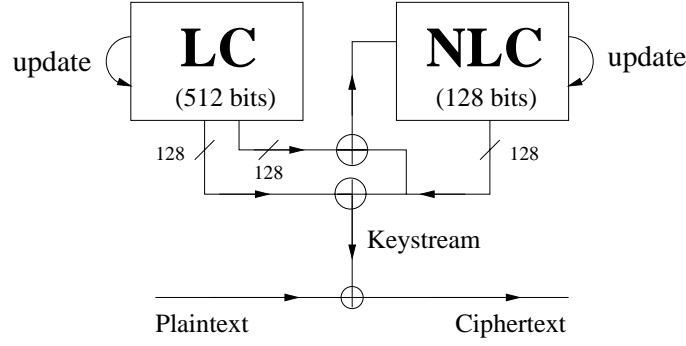 LC
NLC
update
update
(512 bits)
(128 bits)
128
128
128
Keystream
Plaintext
Ciphertext